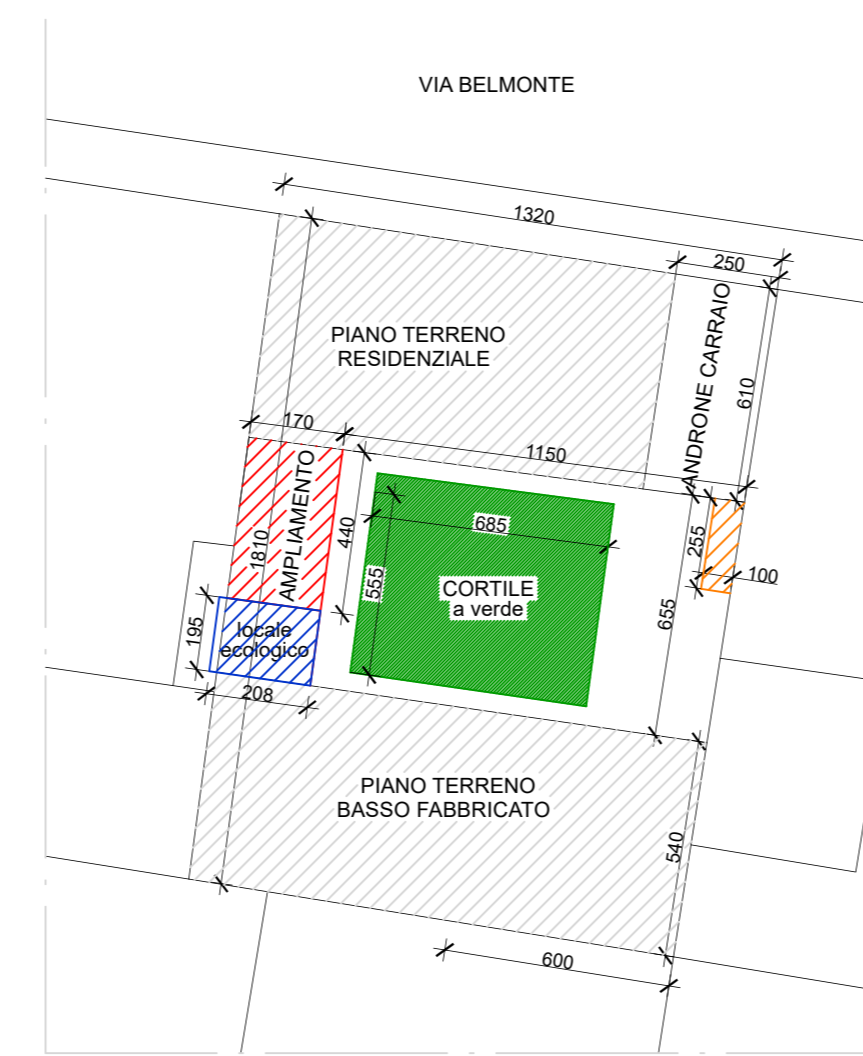 VIA BELMONTE
1320
250
ANDRONE CARRAIO
610
PIANO TERRENO
RESIDENZIALE
170
1150
AMPLIAMENTO
1810
440
685
555
CORTILE
a verde
255
100
655
195
locale
ecologico
208
PIANO TERRENO
BASSO FABBRICATO
540
600